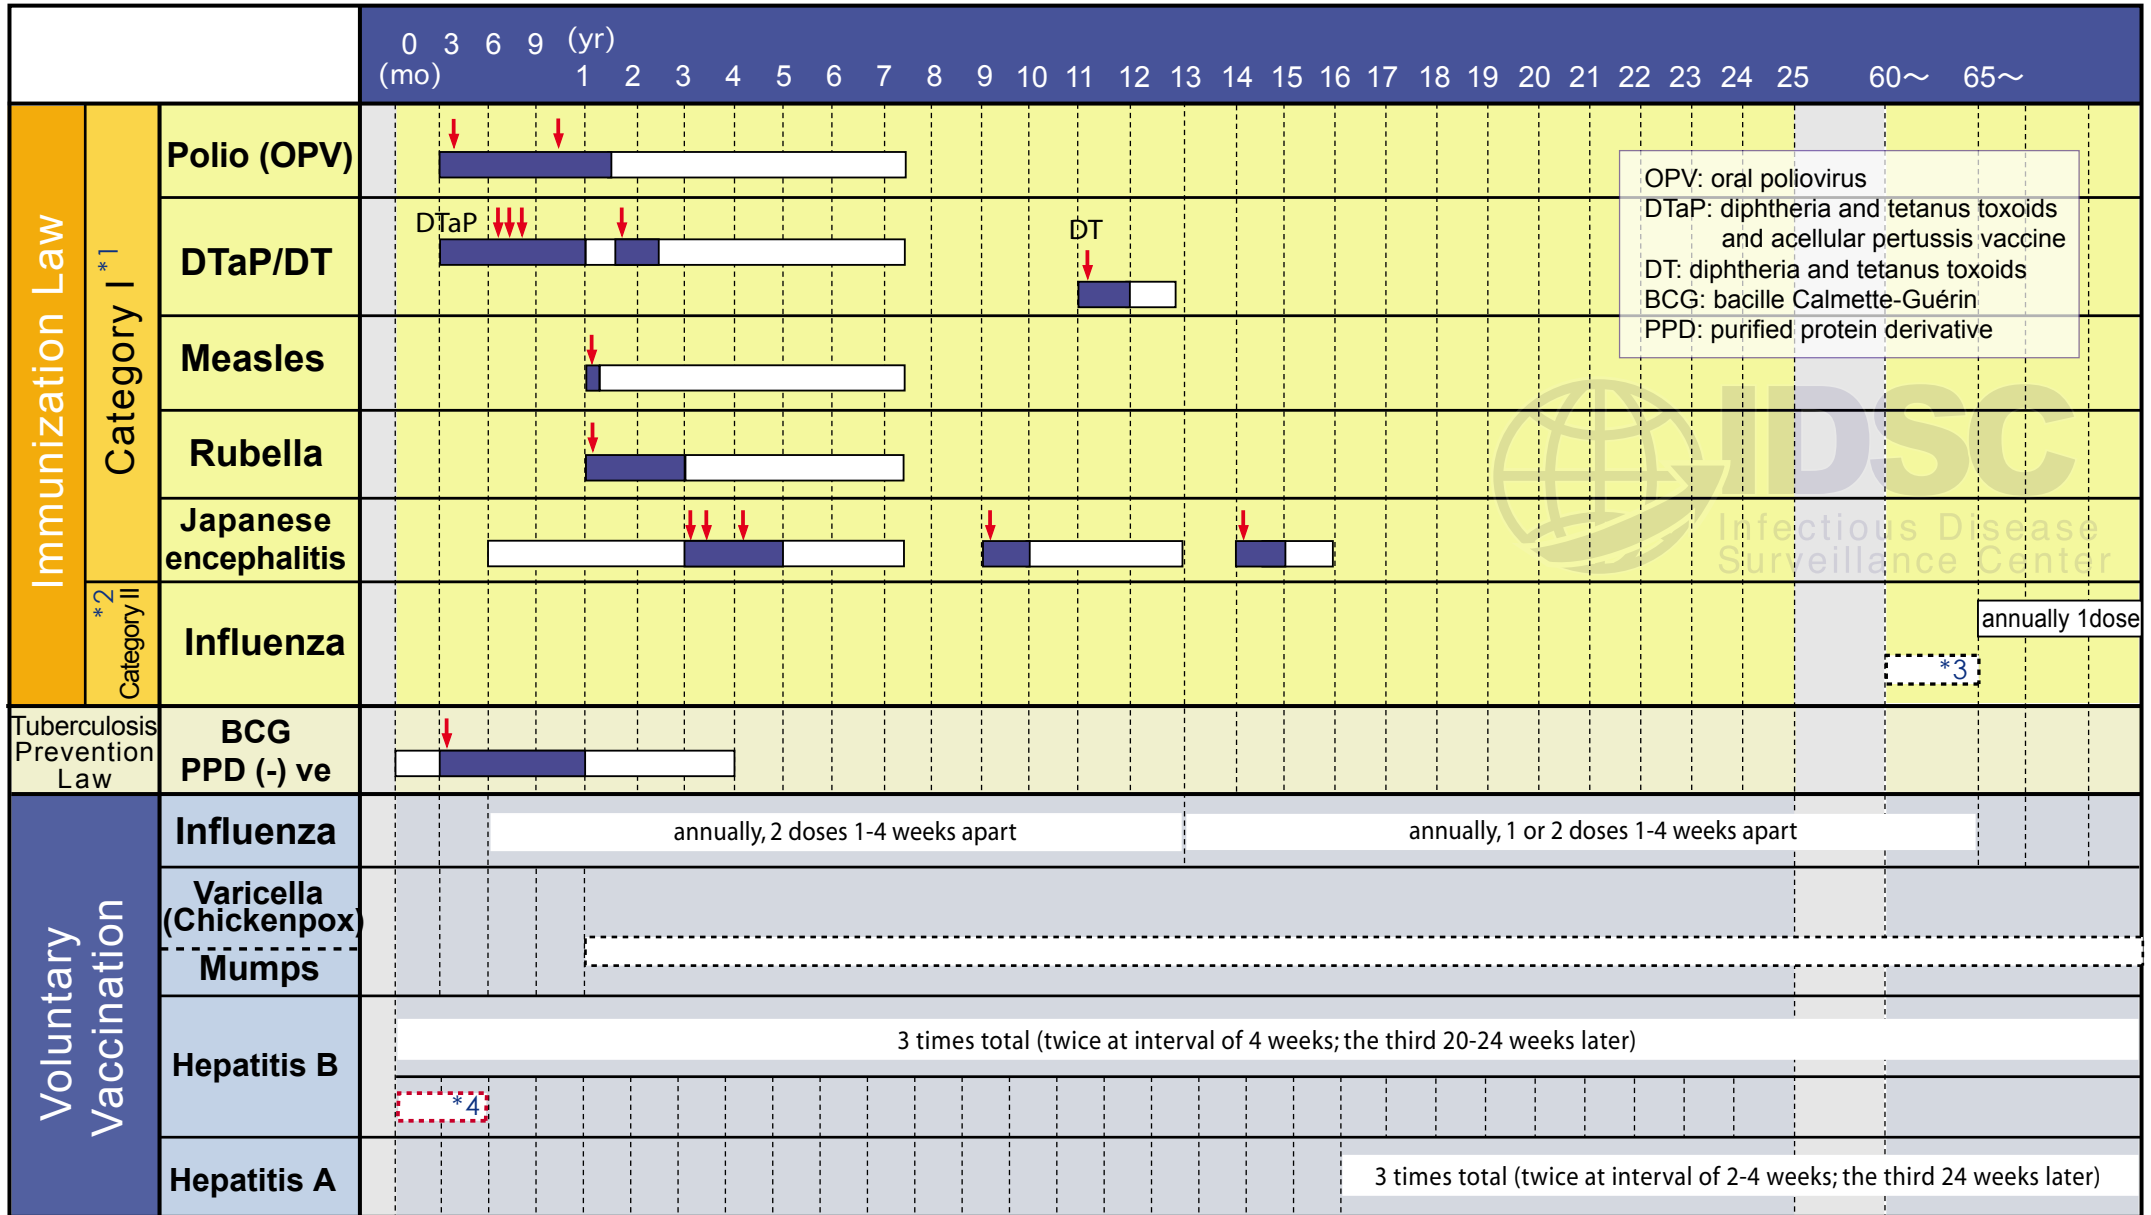 0 3 6 9 (yr)
(mo) 1 2 3 4 5 6 7 8 9 10 11 12 13 14 15 16 17 18 19 20 21 22 23 24 25 60～ 65～
Immunization Law
Category I *1
Polio (OPV)
OPV: oral poliovirus
DTaP: diphtheria and tetanus toxoids
and acellular pertussis vaccine
DT: diphtheria and tetanus toxoids
BCG: bacille Calmette-Guérin
PPD: purified protein derivative
DTaP/DT
DTaP
DT
Measles
Rubella
IDSC
Infectious Disease
Surveillance Center
Japanese
encephalitis
*2
Category II
Influenza
annually 1dose
*3
Tuberculosis
Prevention
Law
BCG
PPD (-) ve
Voluntary
Vaccination
Influenza
annually, 2 doses 1-4 weeks apart
annually, 1 or 2 doses 1-4 weeks apart
Varicella
(Chickenpox)
Mumps
Hepatitis B
3 times total (twice at interval of 4 weeks; the third 20-24 weeks later)
*4
Hepatitis A
3 times total (twice at interval of 2-4 weeks; the third 24 weeks later)